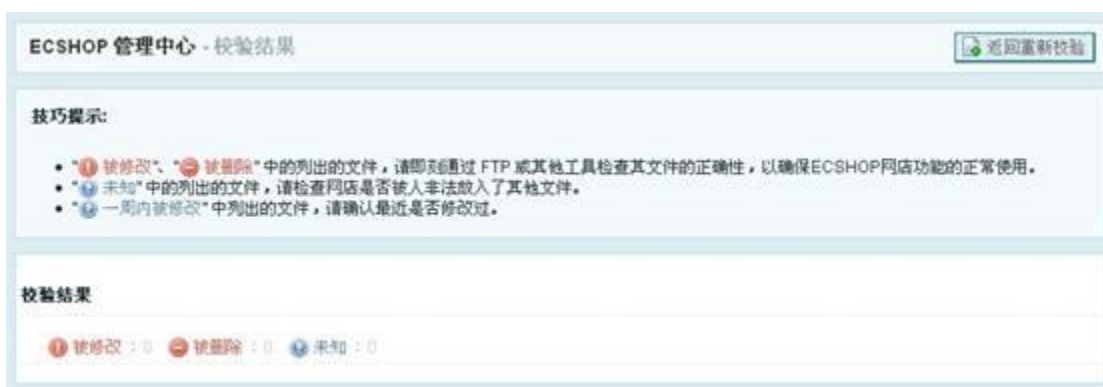 ECSHOP 管理中心 - 校验结果
返回重新校验
技巧提示:
• "被修改"、"被删除" 中的列出的文件，请即刻通过 FTP 或其他工具检查其文件的正确性，以确保ECSHOP网店功能的正常使用。
• "未知" 中的列出的文件，请检查网店是否被人非法放入了其他文件。
• "一周内被修改" 中列出的文件，请确认最近是否修改过。
校验结果
被修改：0 被删除：0 未知：0